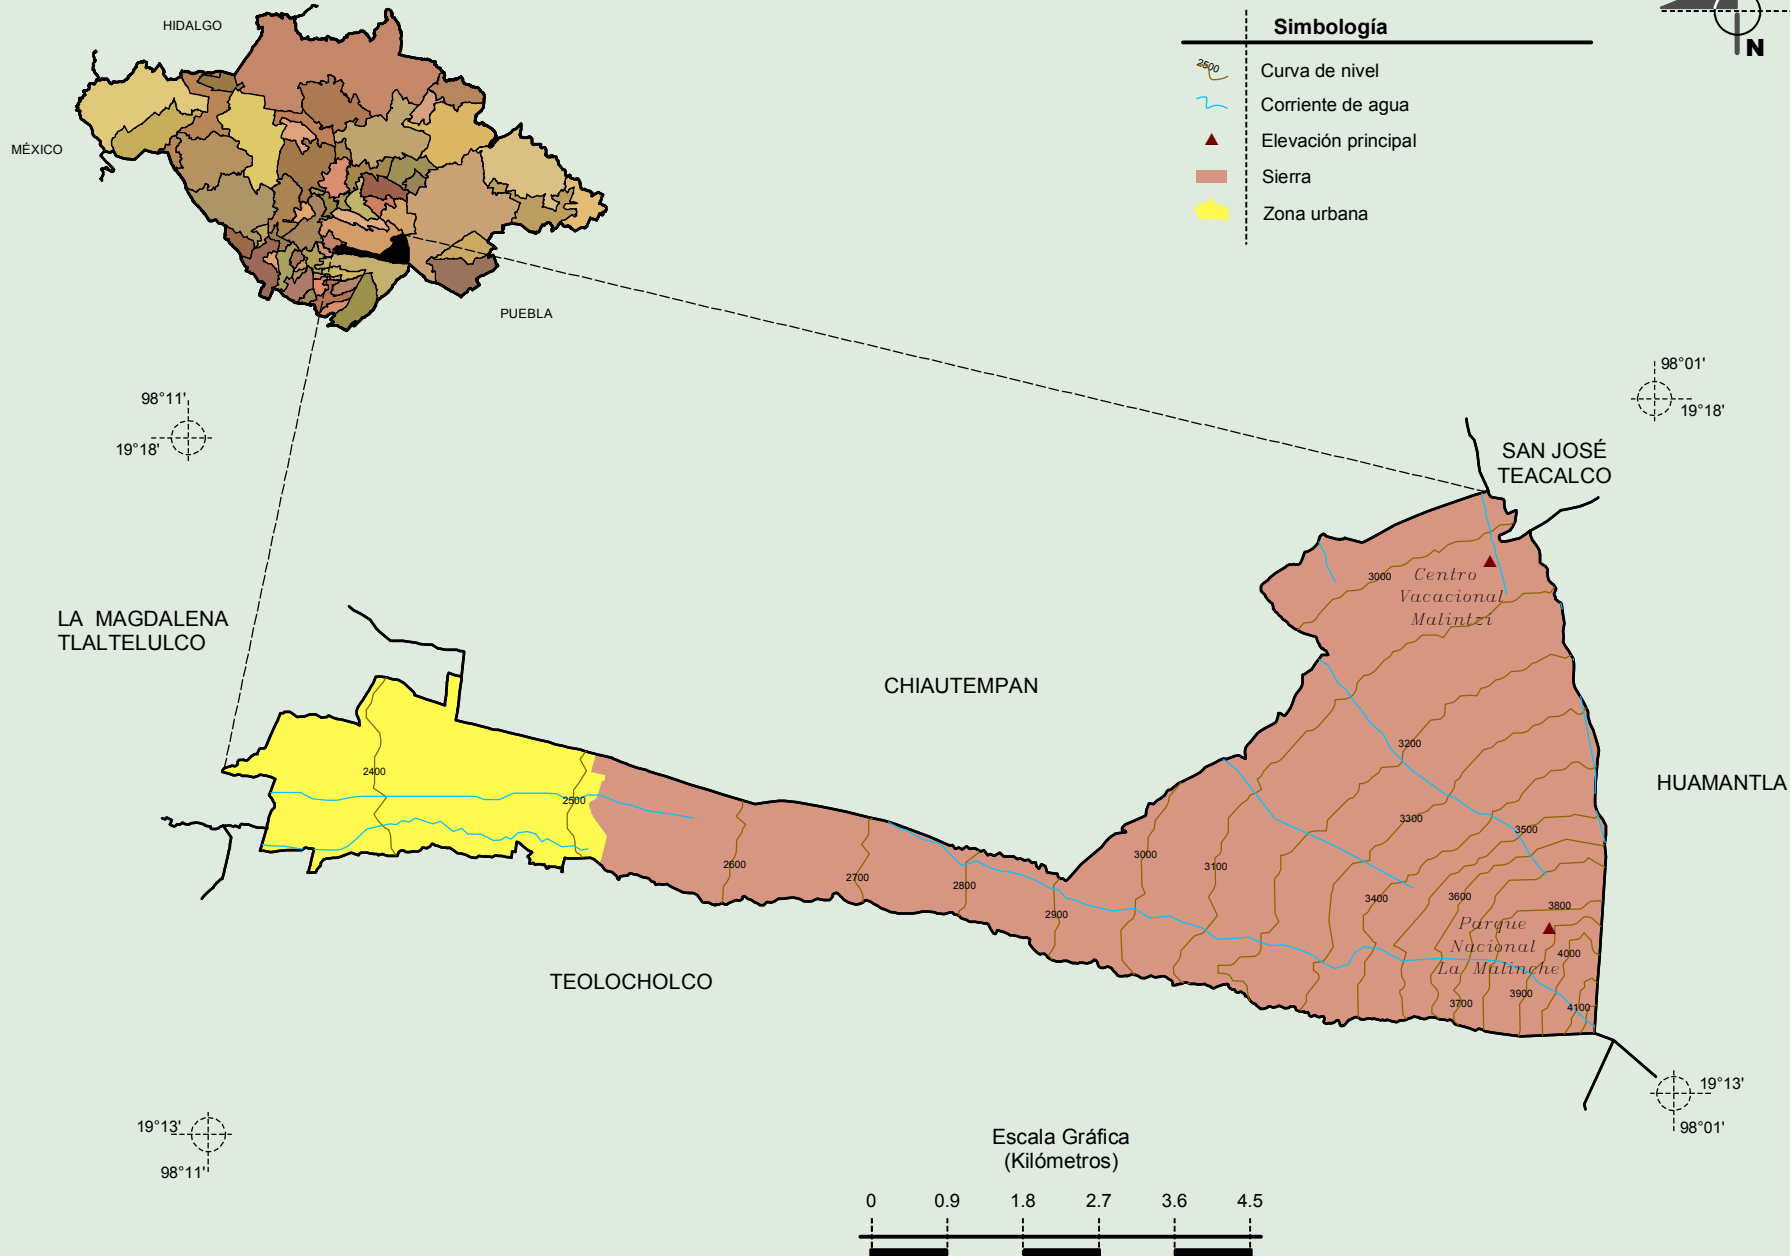 HIDALGO
MÉXICO
PUEBLA
Simbología
2500
Curva de nivel
Corriente de agua
Elevación principal
Sierra
Zona urbana
N
98°11'
19°18'
98°01'
19°18'
SAN JOSÉ
TEACALCO
LA MAGDALENA
TLALTELULCO
CHIAUTEMPAN
HUAMANTLA
TEOLOCHOLCO
3000
Centro
Vacacional
Malintzi
2400
2500
2600
2700
2800
2900
3000
3100
3200
3300
3500
3400
3600
3800
Parque
Nacional
La Malinche
4000
3700
3900
4100
19°13'
98°11'
19°13'
98°01'
Escala Gráfica
(Kilómetros)
0 0.9 1.8 2.7 3.6 4.5